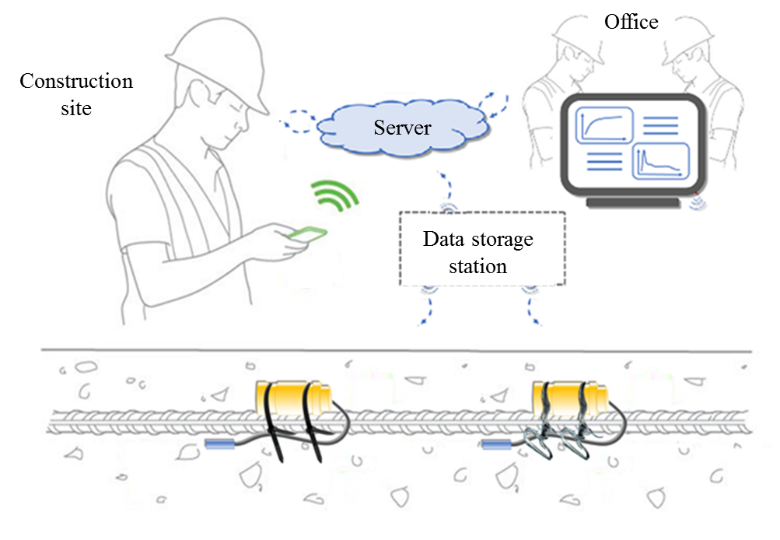 Office
Construction
site
Server
Data storage
station